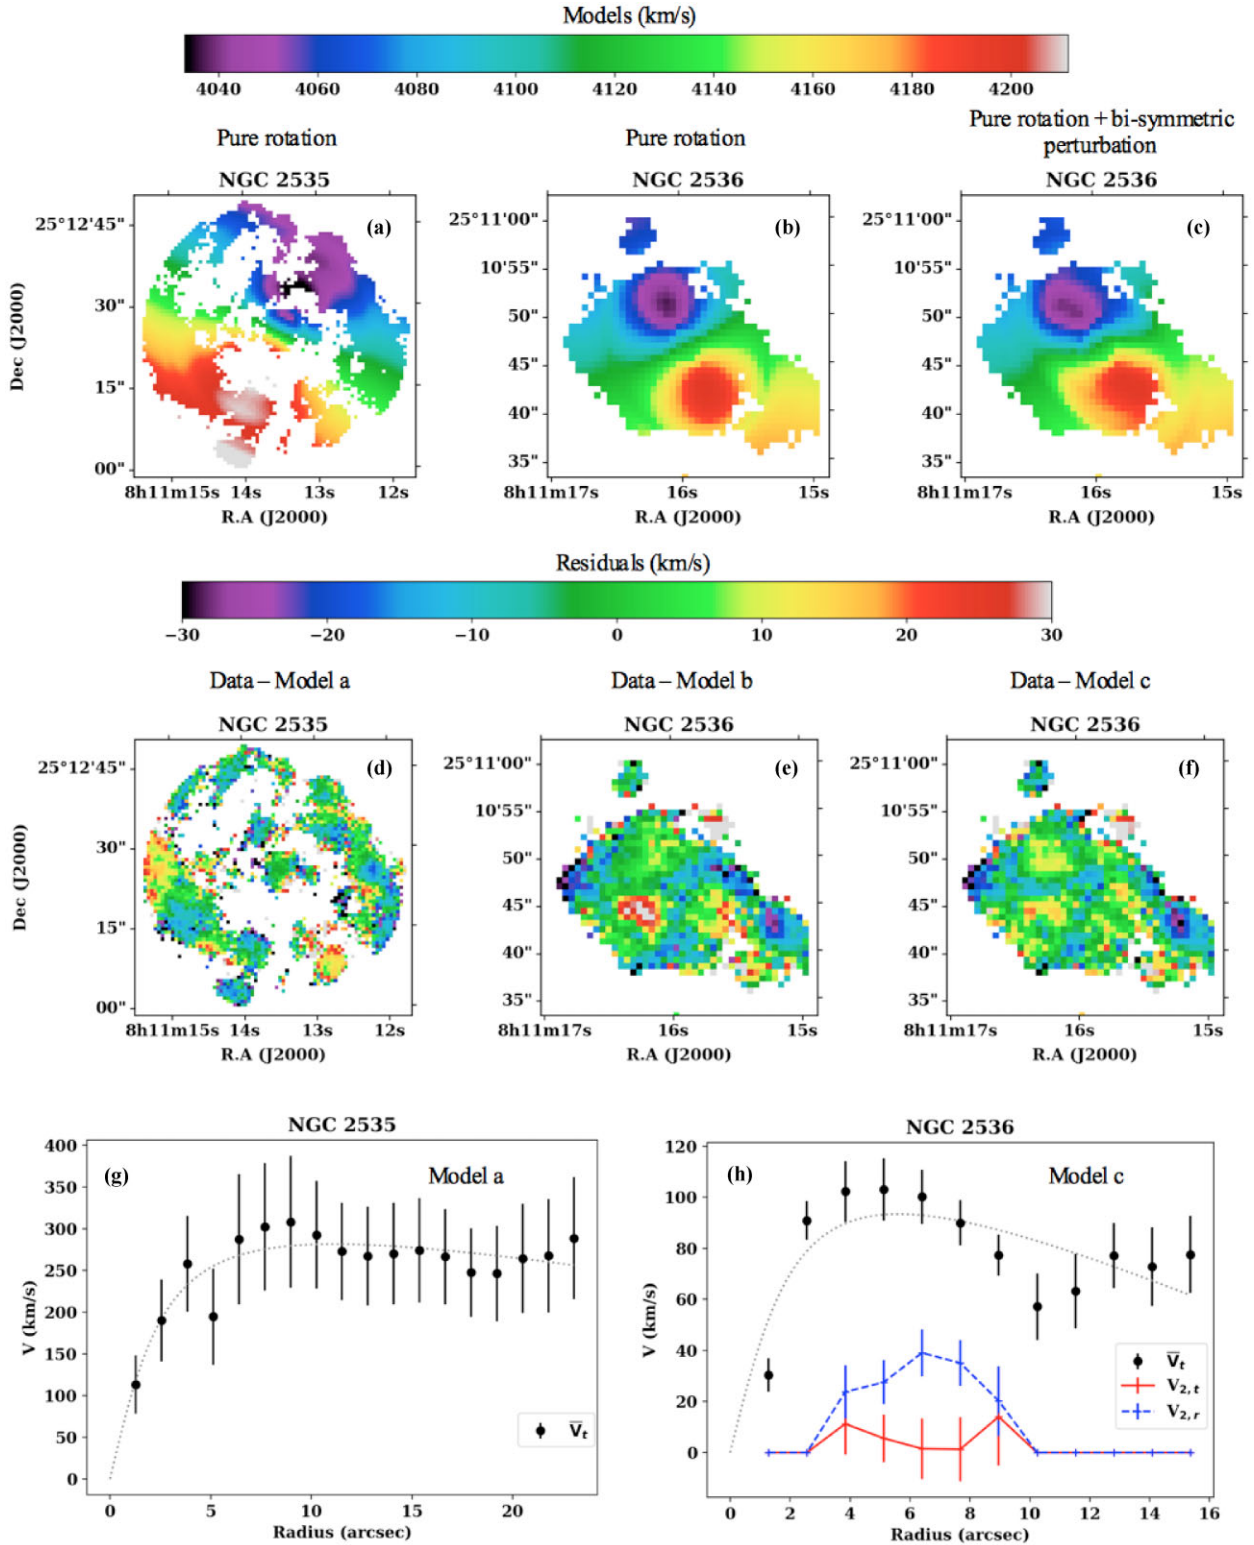 Models (km/s)
4040 4060 4080 4100 4120 4140 4160 4180 4200
Pure rotation
Pure rotation
Pure rotation + bi-symmetric
perturbation
NGC 2535
NGC 2536
NGC 2536
(a)
(b)
(c)
25°12'45"
30"
15"
00"
Dec (J2000)
8h11m15s 14s 13s 12s
R.A (J2000)
25°11'00"
10'55"
50"
45"
40"
35"
8h11m17s 16s 15s
R.A (J2000)
25°11'00"
10'55"
50"
45"
40"
35"
8h11m17s 16s 15s
R.A (J2000)
Residuals (km/s)
−30 −20 −10 0 10 20 30
Data – Model a
Data – Model b
Data – Model c
NGC 2535
NGC 2536
NGC 2536
(d)
(e)
(f)
25°12'45"
30"
15"
00"
Dec (J2000)
8h11m15s 14s 13s 12s
R.A (J2000)
25°11'00"
10'55"
50"
45"
40"
35"
8h11m17s 16s 15s
R.A (J2000)
25°11'00"
10'55"
50"
45"
40"
35"
8h11m17s 16s 15s
R.A (J2000)
NGC 2535
(g)
Model a
400
350
300
250
200
150
100
50
0
V (km/s)
V̅t
0 5 10 15 20
Radius (arcsec)
NGC 2536
(h)
Model c
120
100
80
60
40
20
0
V (km/s)
V̅t
V2, t
V2, r
0 2 4 6 8 10 12 14 16
Radius (arcsec)